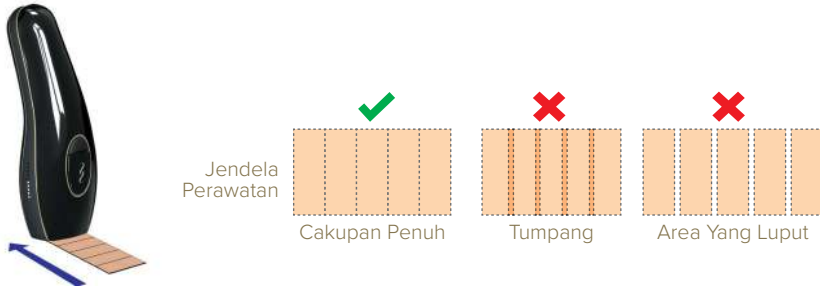 Jendela
Perawatan
Cakupan Penuh
Tumpang
Area Yang Luput